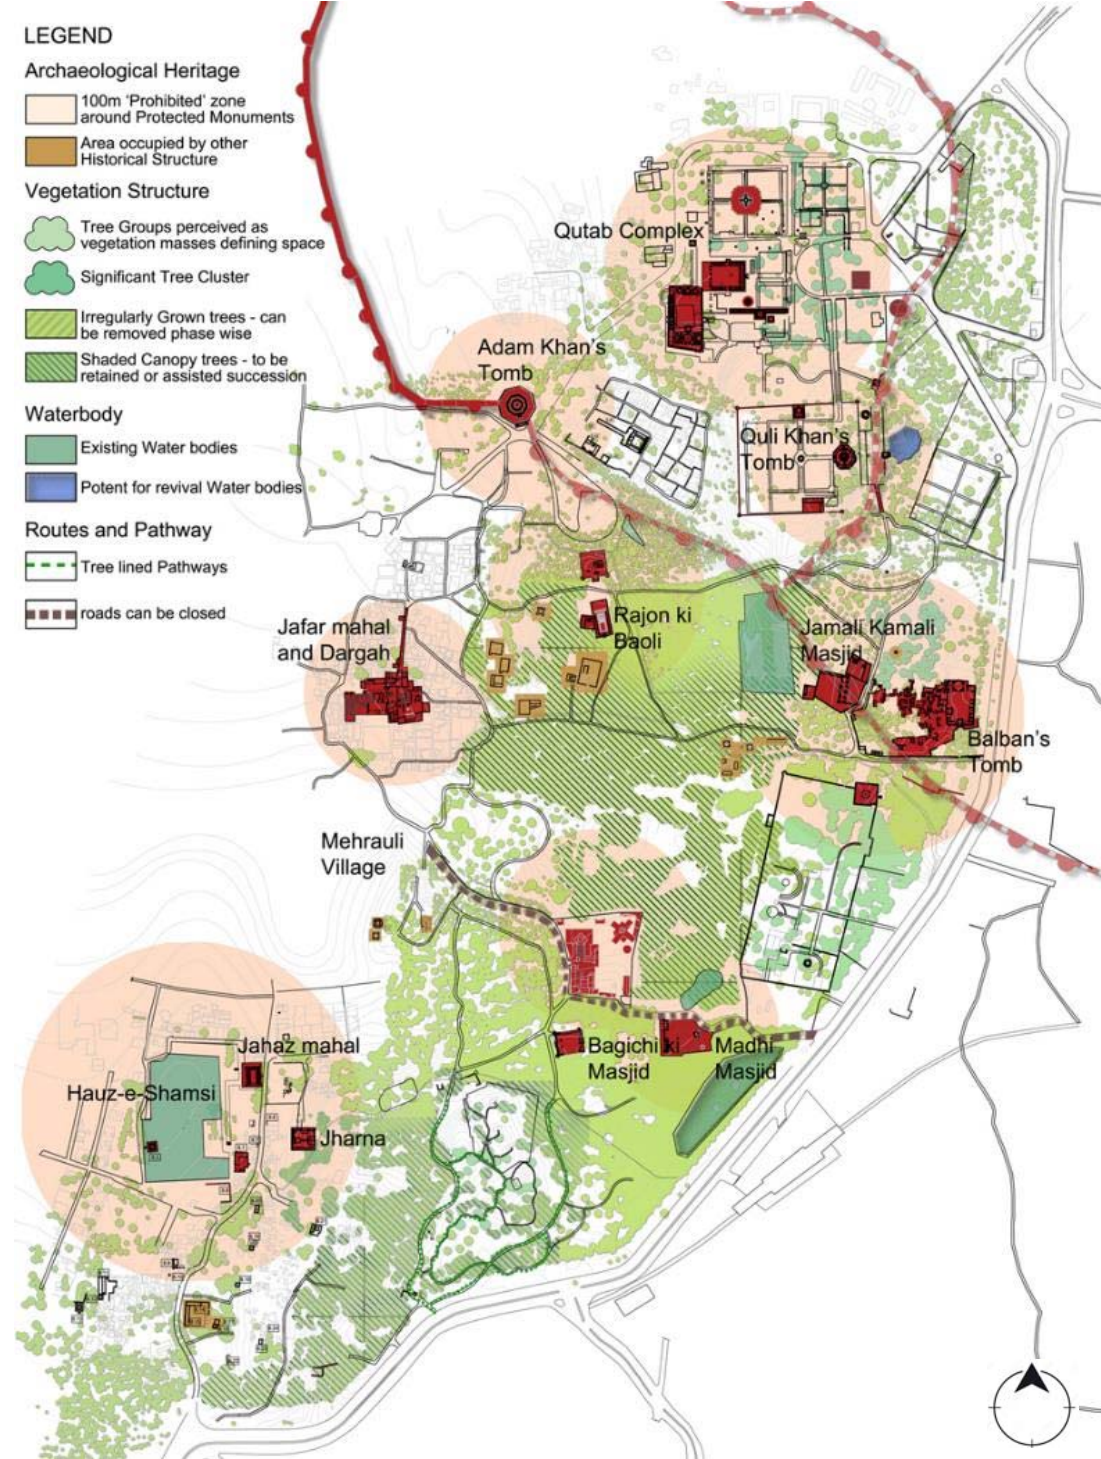 LEGEND
Archaeological Heritage
100m 'Prohibited' zone
around Protected Monuments
Area occupied by other
Historical Structure
Vegetation Structure
Tree Groups perceived as
vegetation masses defining space
Significant Tree Cluster
Irregularly Grown trees - can
be removed phase wise
Shaded Canopy trees - to be
retained or assisted succession
Waterbody
Existing Water bodies
Potent for revival Water bodies
Routes and Pathway
Tree lined Pathways
roads can be closed
Qutab Complex
Adam Khan's
Tomb
Quli Khan's
Tomb
Rajon ki
Baoli
Jafar mahal
and Dargah
Jamali Kamali
Masjid
Balban's
Tomb
Mehrauli
Village
Bagichi ki
Masjid
Madhi
Masjid
Jahaz mahal
Hauz-e-Shamsi
Jharna